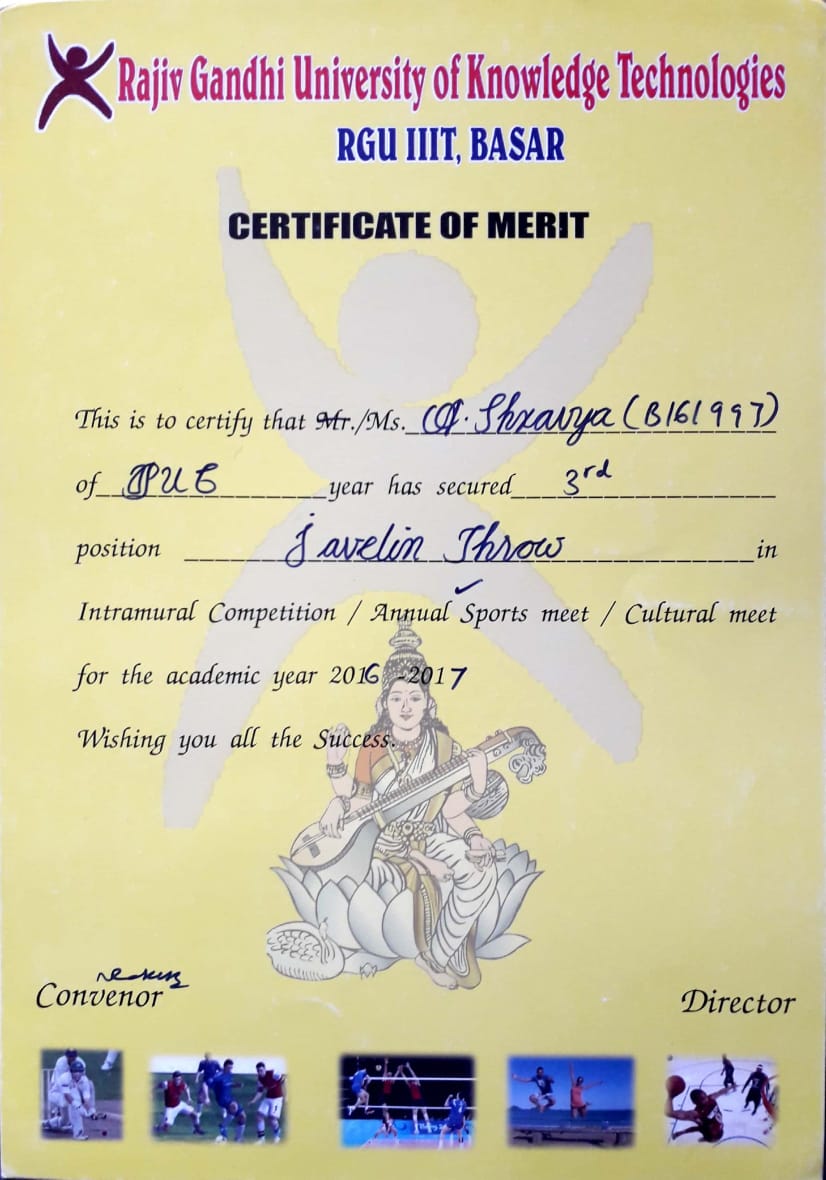 Rajiv Gandhi University of Knowledge Technologies
RGU IIIT, BASAR
CERTIFICATE OF MERIT
This is to certify that Mr./Ms. A. Shravya (B161997)
of PUC year has secured 3rd
position Javelin Throw in
Intramural Competition / Annual Sports meet / Cultural meet
for the academic year 2016 -2017
Wishing you all the Success.
Convenor
Director